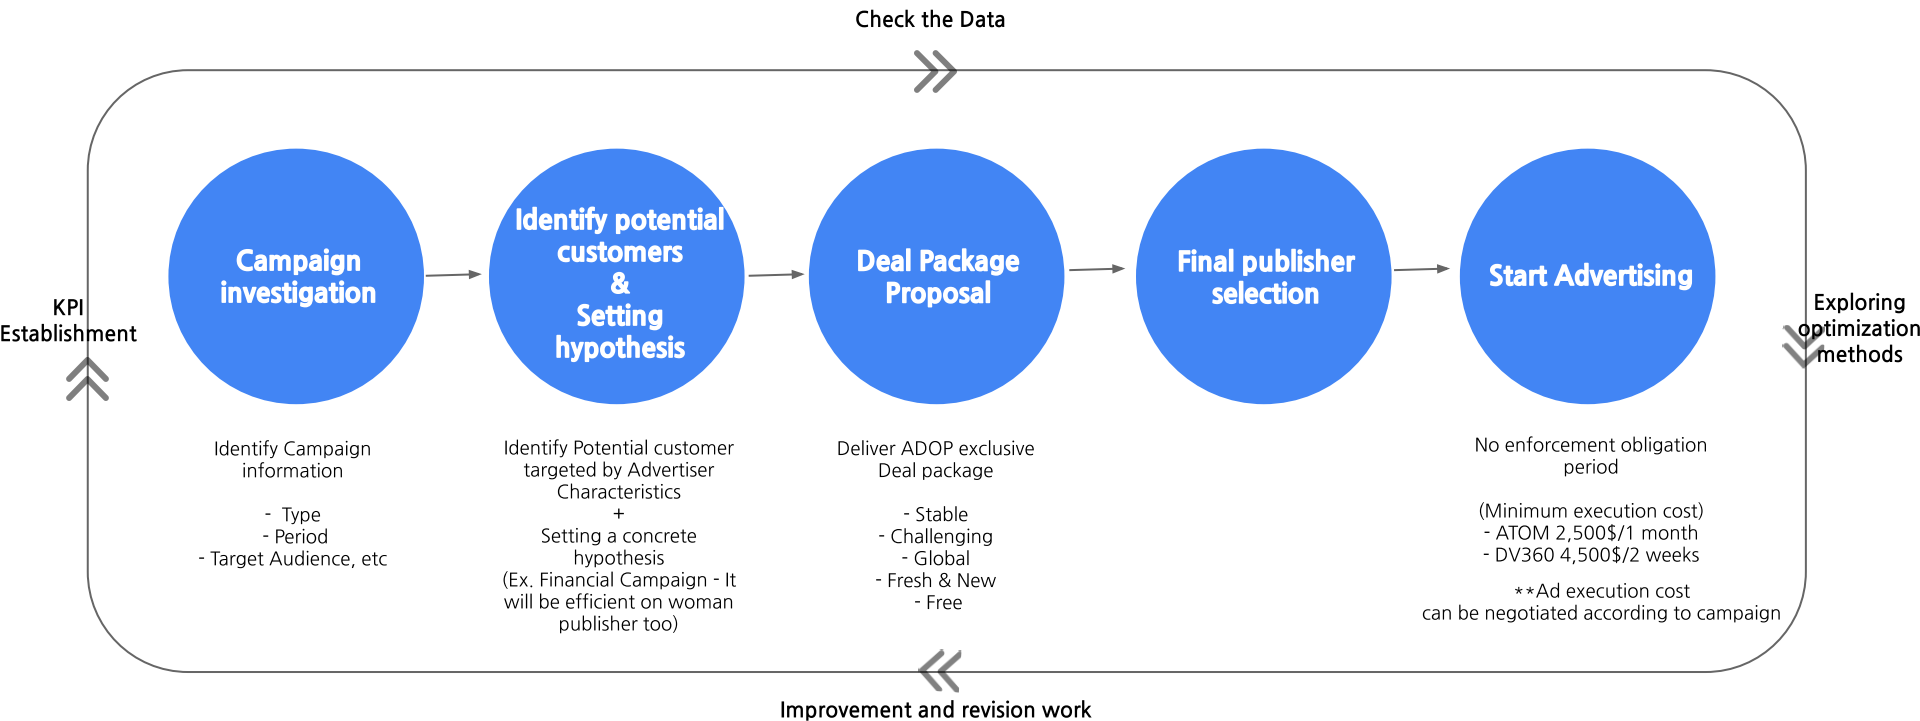 Check the Data
KPI
Establishment
Campaign
investigation
Identify potential
customers
&
Setting
hypothesis
Deal Package
Proposal
Final publisher
selection
Start Advertising
Exploring
optimization
methods
Identify Campaign
information
- Type
- Period
- Target Audience, etc
Identify Potential customer
targeted by Advertiser
Characteristics
+
Setting a concrete
hypothesis
(Ex. Financial Campaign - It
will be efficient on woman
publisher too)
Deliver ADOP exclusive
Deal package
- Stable
- Challenging
- Global
- Fresh & New
- Free
No enforcement obligation
period
(Minimum execution cost)
- ATOM 2,500$/1 month
- DV360 4,500$/2 weeks
**Ad execution cost
can be negotiated according to campaign
Improvement and revision work